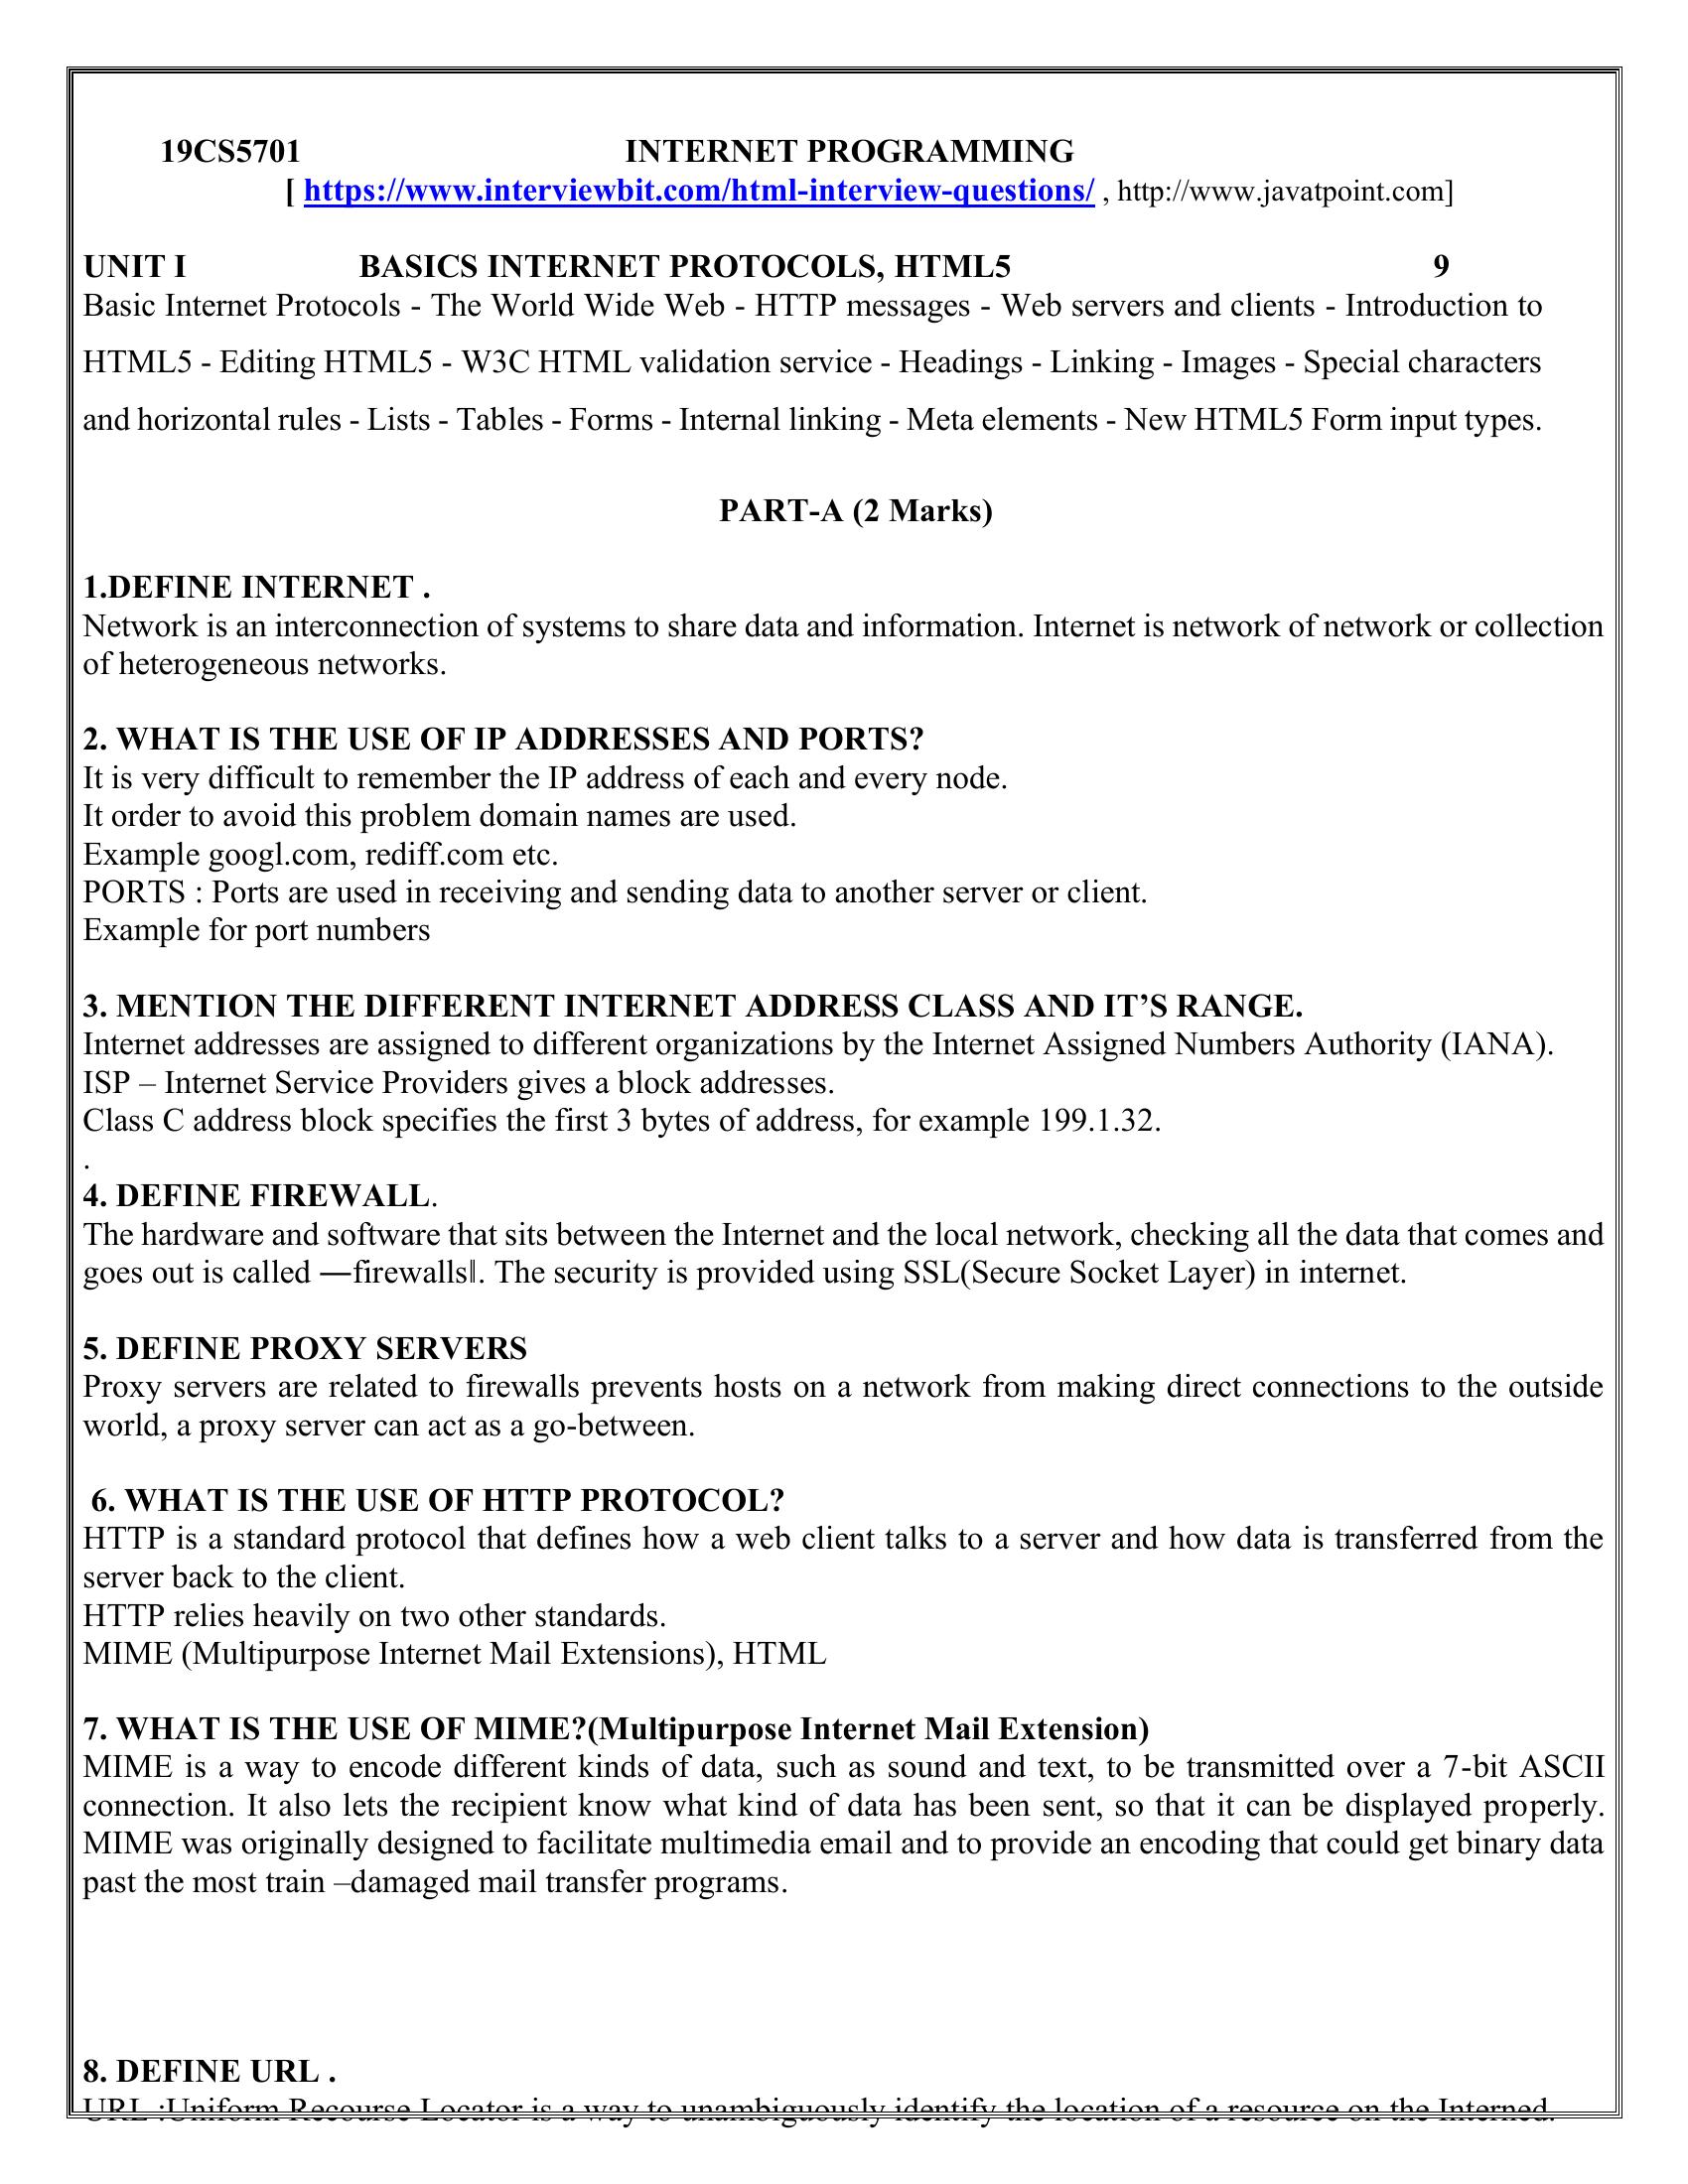 19CS5701 INTERNET PROGRAMMING
[ https://www.interviewbit.com/html-interview-questions/ , http://www.javatpoint.com]
UNIT I BASICS INTERNET PROTOCOLS, HTML5 9
Basic Internet Protocols - The World Wide Web - HTTP messages - Web servers and clients - Introduction to
HTML5 - Editing HTML5 - W3C HTML validation service - Headings - Linking - Images - Special characters
and horizontal rules - Lists - Tables - Forms - Internal linking - Meta elements - New HTML5 Form input types.
PART-A (2 Marks)
1.DEFINE INTERNET .
Network is an interconnection of systems to share data and information. Internet is network of network or collection
of heterogeneous networks.
2. WHAT IS THE USE OF IP ADDRESSES AND PORTS?
It is very difficult to remember the IP address of each and every node.
It order to avoid this problem domain names are used.
Example googl.com, rediff.com etc.
PORTS : Ports are used in receiving and sending data to another server or client.
Example for port numbers
3. MENTION THE DIFFERENT INTERNET ADDRESS CLASS AND IT’S RANGE.
Internet addresses are assigned to different organizations by the Internet Assigned Numbers Authority (IANA).
ISP – Internet Service Providers gives a block addresses.
Class C address block specifies the first 3 bytes of address, for example 199.1.32.
.
4. DEFINE FIREWALL.
The hardware and software that sits between the Internet and the local network, checking all the data that comes and
goes out is called ―firewalls‖. The security is provided using SSL(Secure Socket Layer) in internet.
5. DEFINE PROXY SERVERS
Proxy servers are related to firewalls prevents hosts on a network from making direct connections to the outside
world, a proxy server can act as a go-between.
6. WHAT IS THE USE OF HTTP PROTOCOL?
HTTP is a standard protocol that defines how a web client talks to a server and how data is transferred from the
server back to the client.
HTTP relies heavily on two other standards.
MIME (Multipurpose Internet Mail Extensions), HTML
7. WHAT IS THE USE OF MIME?(Multipurpose Internet Mail Extension)
MIME is a way to encode different kinds of data, such as sound and text, to be transmitted over a 7-bit ASCII
connection. It also lets the recipient know what kind of data has been sent, so that it can be displayed properly.
MIME was originally designed to facilitate multimedia email and to provide an encoding that could get binary data
past the most train –damaged mail transfer programs.
8. DEFINE URL .
URL :Uniform Recourse Locator is a way to unambiguously identify the location of a resource on the Interned.